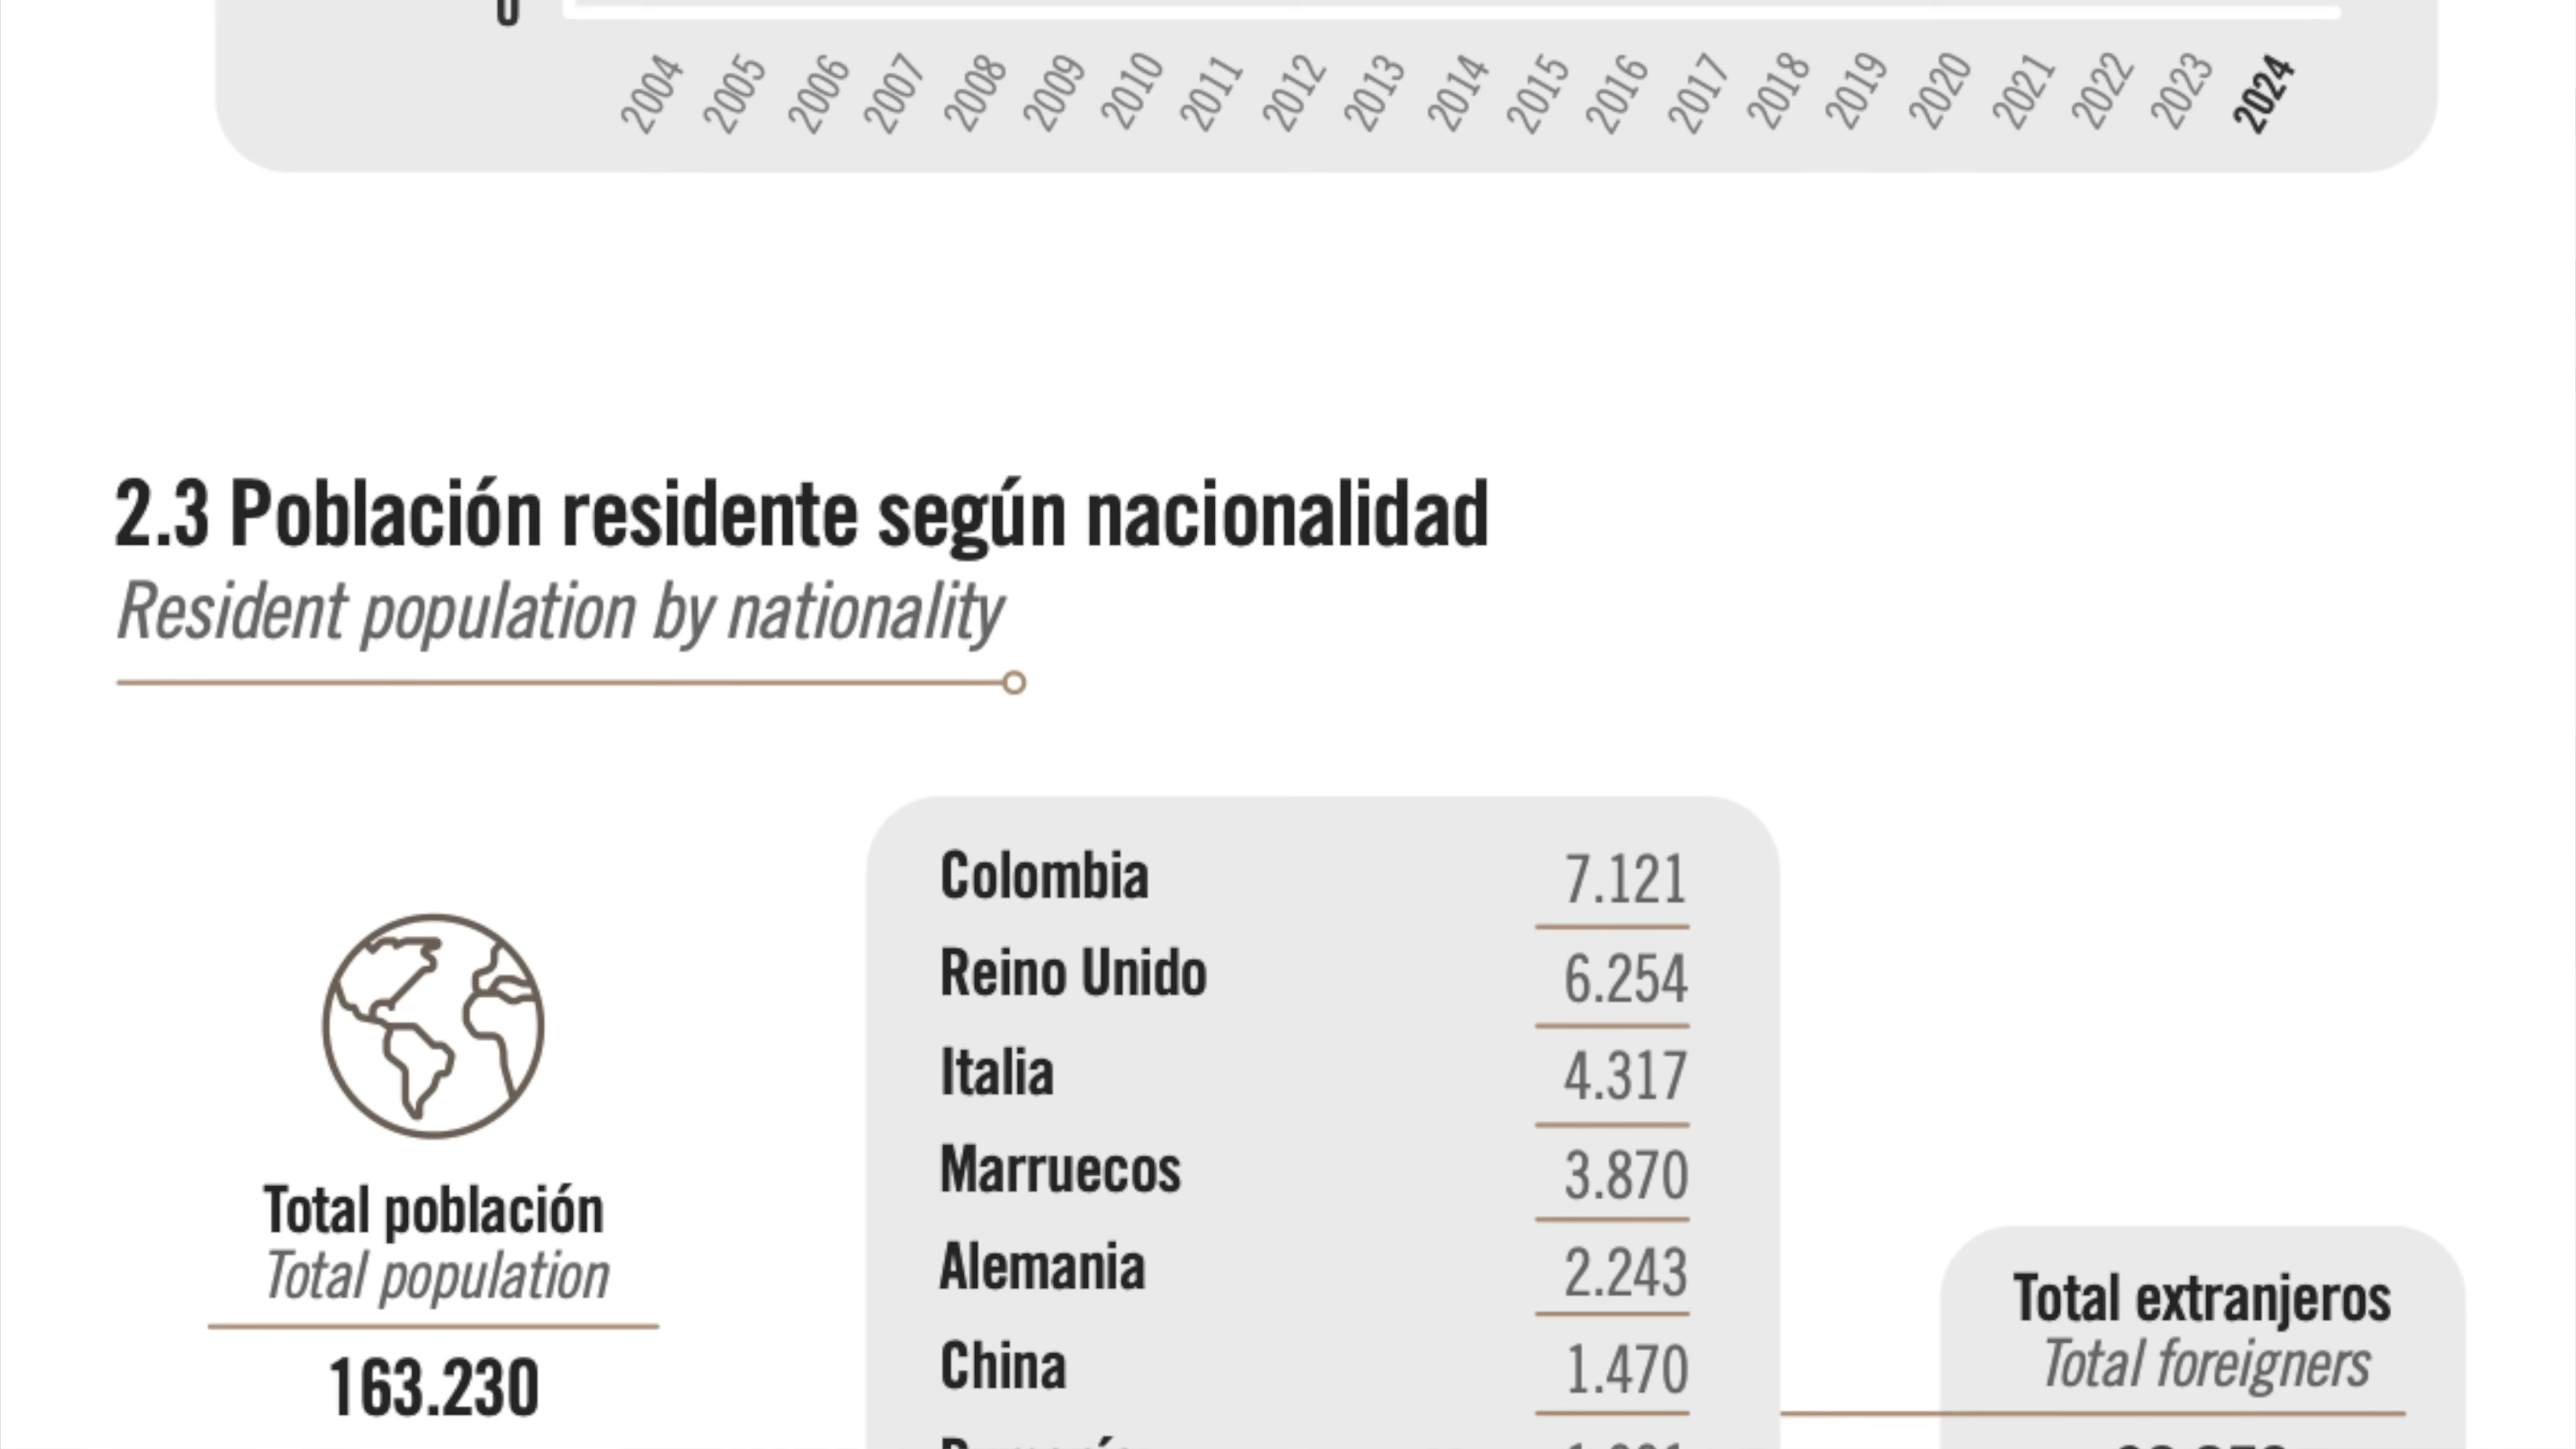 0
2004 2005 2006 2007 2008 2009 2010 2011 2012 2013 2014 2015 2016 2017 2018 2019 2020 2021 2022 2023 2024
2.3 Población residente según nacionalidad
Resident population by nationality
Total población
Total population
163.230
Colombia 7.121
Reino Unido 6.254
Italia 4.317
Marruecos 3.870
Alemania 2.243
China 1.470
Total extranjeros
Total foreigners